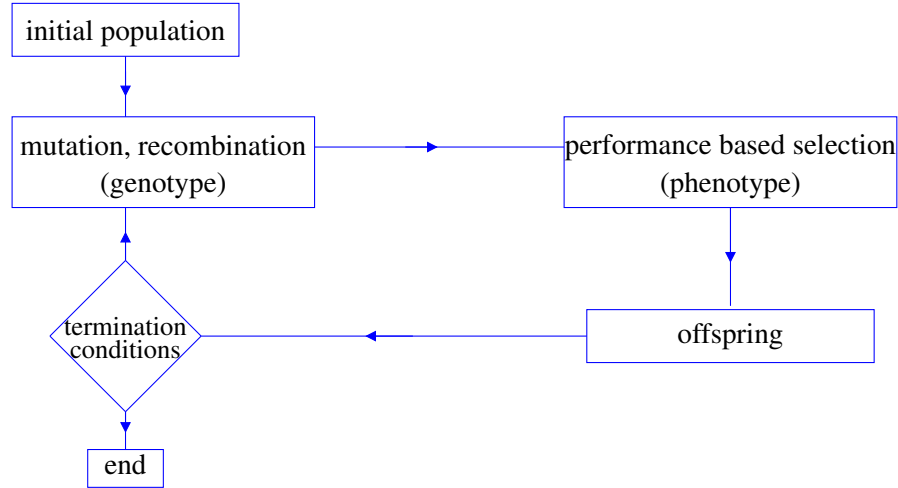 initial population
mutation, recombination
(genotype)
performance based selection
(phenotype)
offspring
termination
conditions
end